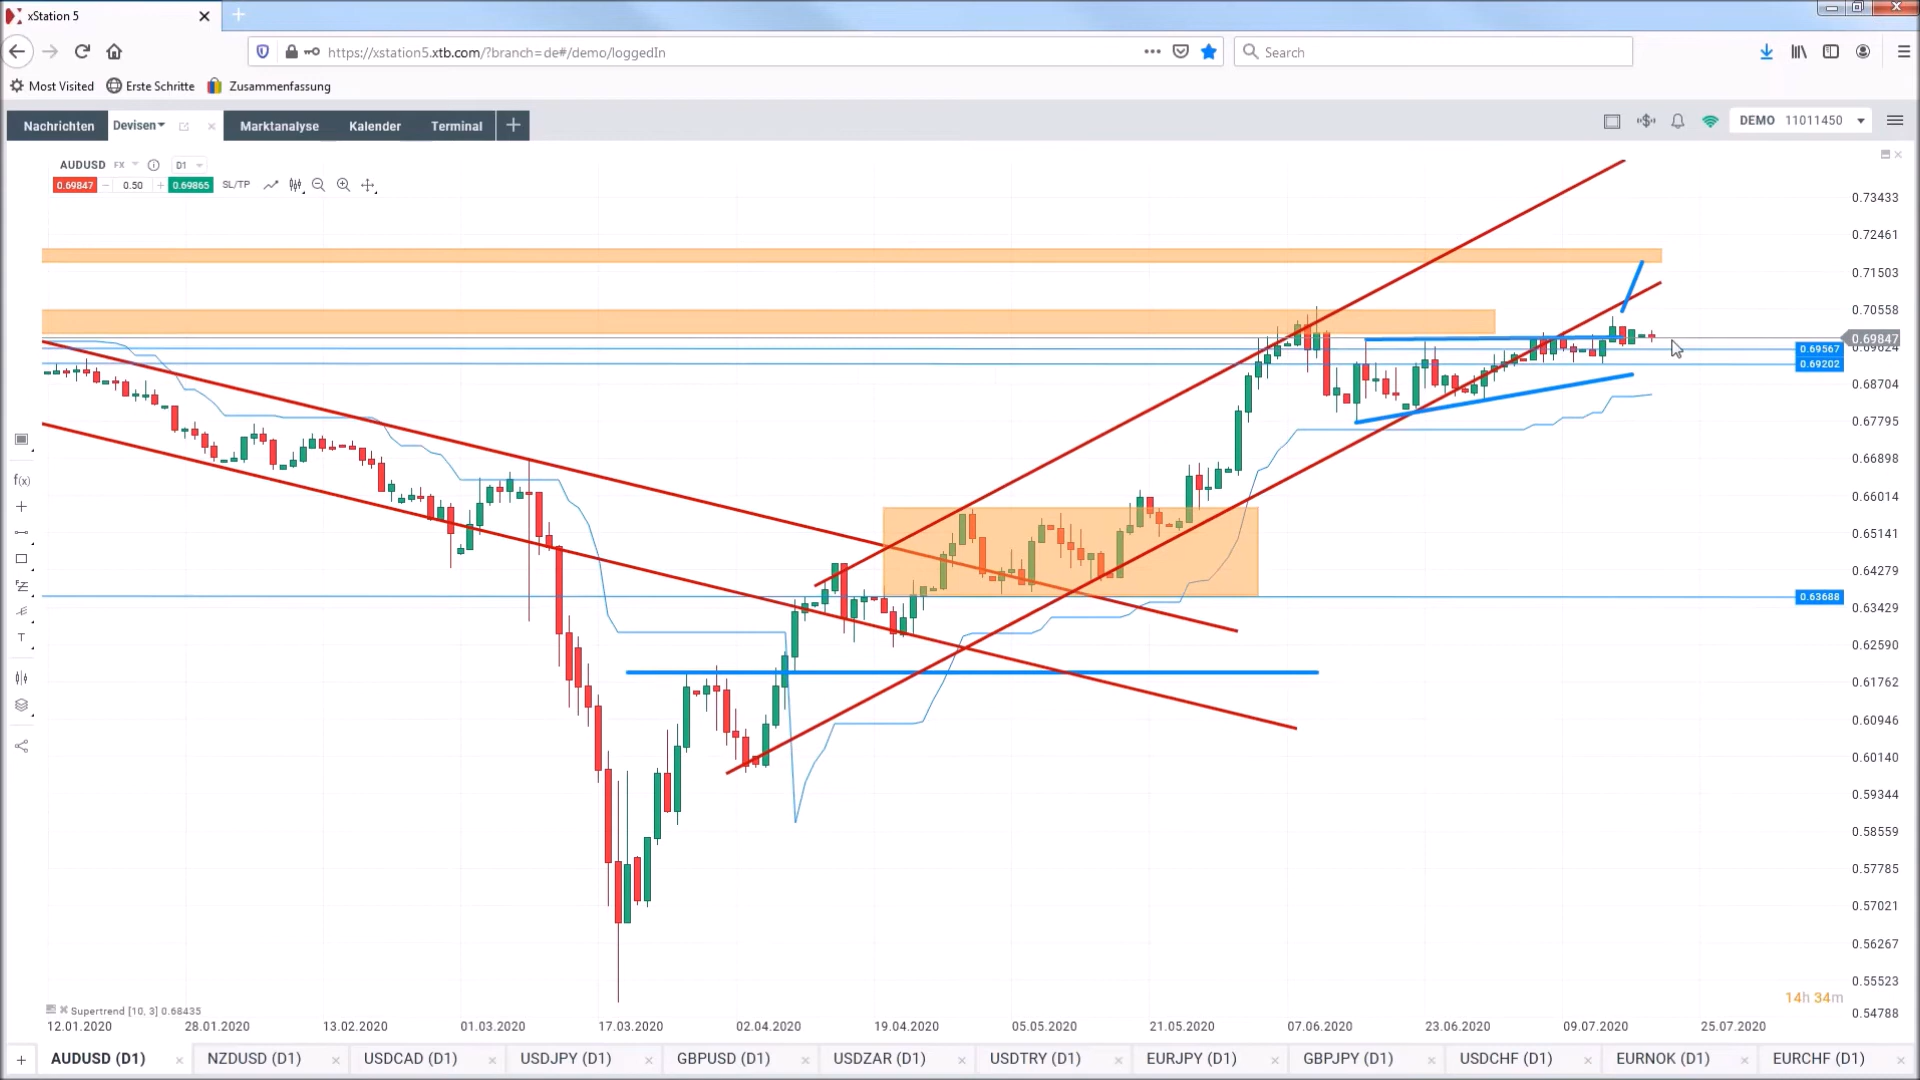 xStation 5
https://xstation5.xtb.com/?branch=de#/demo/loggedIn
Search
Most Visited
Erste Schritte
Zusammenfassung
Nachrichten
Devisen
Marktanalyse
Kalender
Terminal
DEMO 11011450
AUDUSD FX D1
0.69847 − 0.50 + 0.69865 SL/TP
0.73433
0.72461
0.71503
0.70558
0.69847
0.69567
0.69202
0.68704
0.67795
0.66898
0.66014
0.65141
0.64279
0.63688
0.63429
0.62590
0.61762
0.60946
0.60140
0.59344
0.58559
0.57785
0.57021
0.56267
0.55523
0.54788
f(x)
T
14h 34m
Supertrend [10, 3] 0.68435
12.01.2020 28.01.2020 13.02.2020 01.03.2020 17.03.2020 02.04.2020 19.04.2020 05.05.2020 21.05.2020 07.06.2020 23.06.2020 09.07.2020 25.07.2020
AUDUSD (D1) NZDUSD (D1) USDCAD (D1) USDJPY (D1) GBPUSD (D1) USDZAR (D1) USDTRY (D1) EURJPY (D1) GBPJPY (D1) USDCHF (D1) EURNOK (D1) EURCHF (D1)